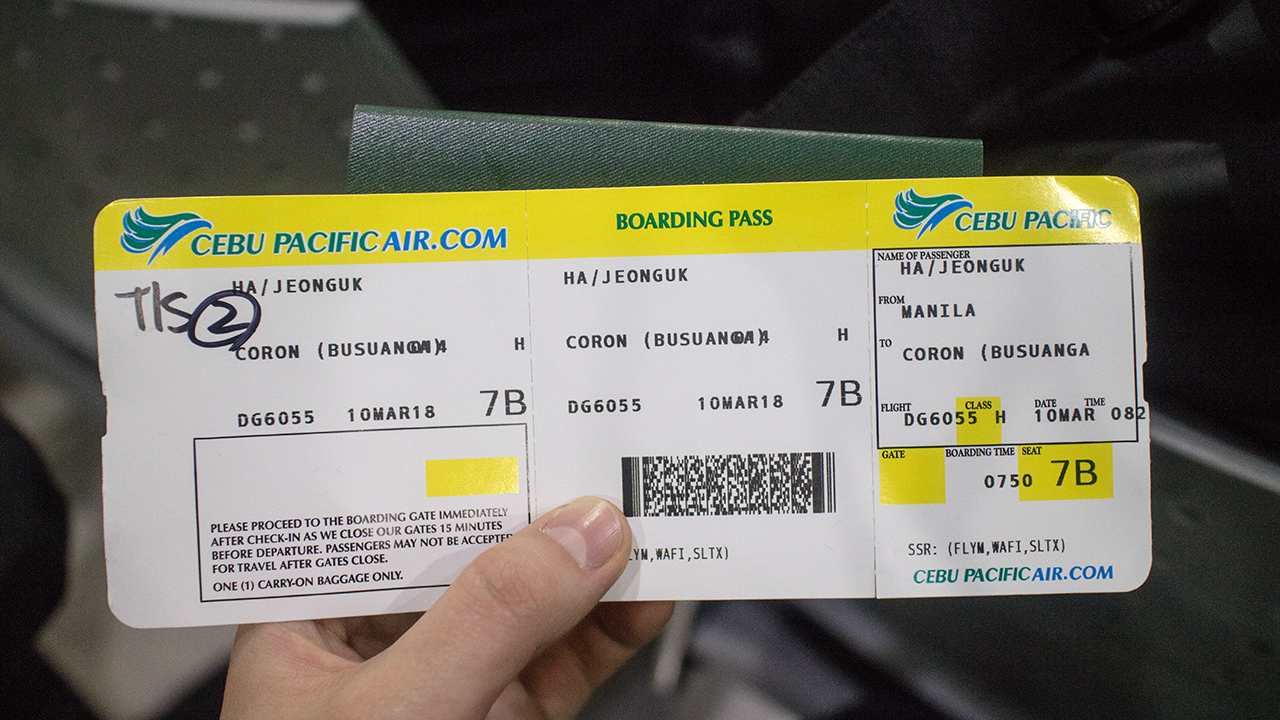 CEBU PACIFICAIR.COM
HA/JEONGUK
TIS 2
CORON (BUSUANGA) H
DG6055 10MAR18 7B
PLEASE PROCEED TO THE BOARDING GATE IMMEDIATELY
AFTER CHECK-IN AS WE CLOSE OUR GATES 15 MINUTES
BEFORE DEPARTURE. PASSENGERS MAY NOT BE ACCEPTED
FOR TRAVEL AFTER GATES CLOSE.
ONE (1) CARRY-ON BAGGAGE ONLY.
BOARDING PASS
HA/JEONGUK
CORON (BUSUANGA) H
DG6055 10MAR18 7B
LYM,WAFI,SLTX)
CEBU PACIFIC
NAME OF PASSENGER
HA/JEONGUK
FROM
MANILA
TO
CORON (BUSUANGA
FLIGHT CLASS DATE TIME
DG6055 H 10MAR 082
GATE BOARDING TIME SEAT
0750 7B
SSR: (FLYM,WAFI,SLTX)
CEBU PACIFICAIR.COM